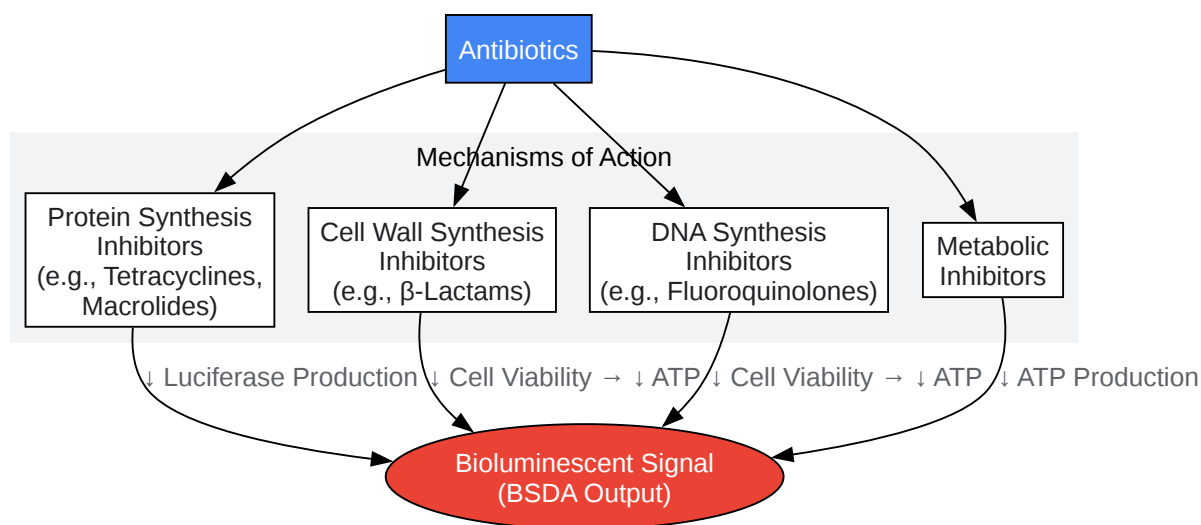 Antibiotics
Mechanisms of Action
Protein Synthesis
Inhibitors
(e.g., Tetracyclines,
Macrolides)
Cell Wall Synthesis
Inhibitors
(e.g., β-Lactams)
DNA Synthesis
Inhibitors
(e.g., Fluoroquinolones)
Metabolic
Inhibitors
↓ Luciferase Production
↓ Cell Viability → ↓ ATP
↓ Cell Viability → ↓ ATP
↓ ATP Production
Bioluminescent Signal
(BSDA Output)